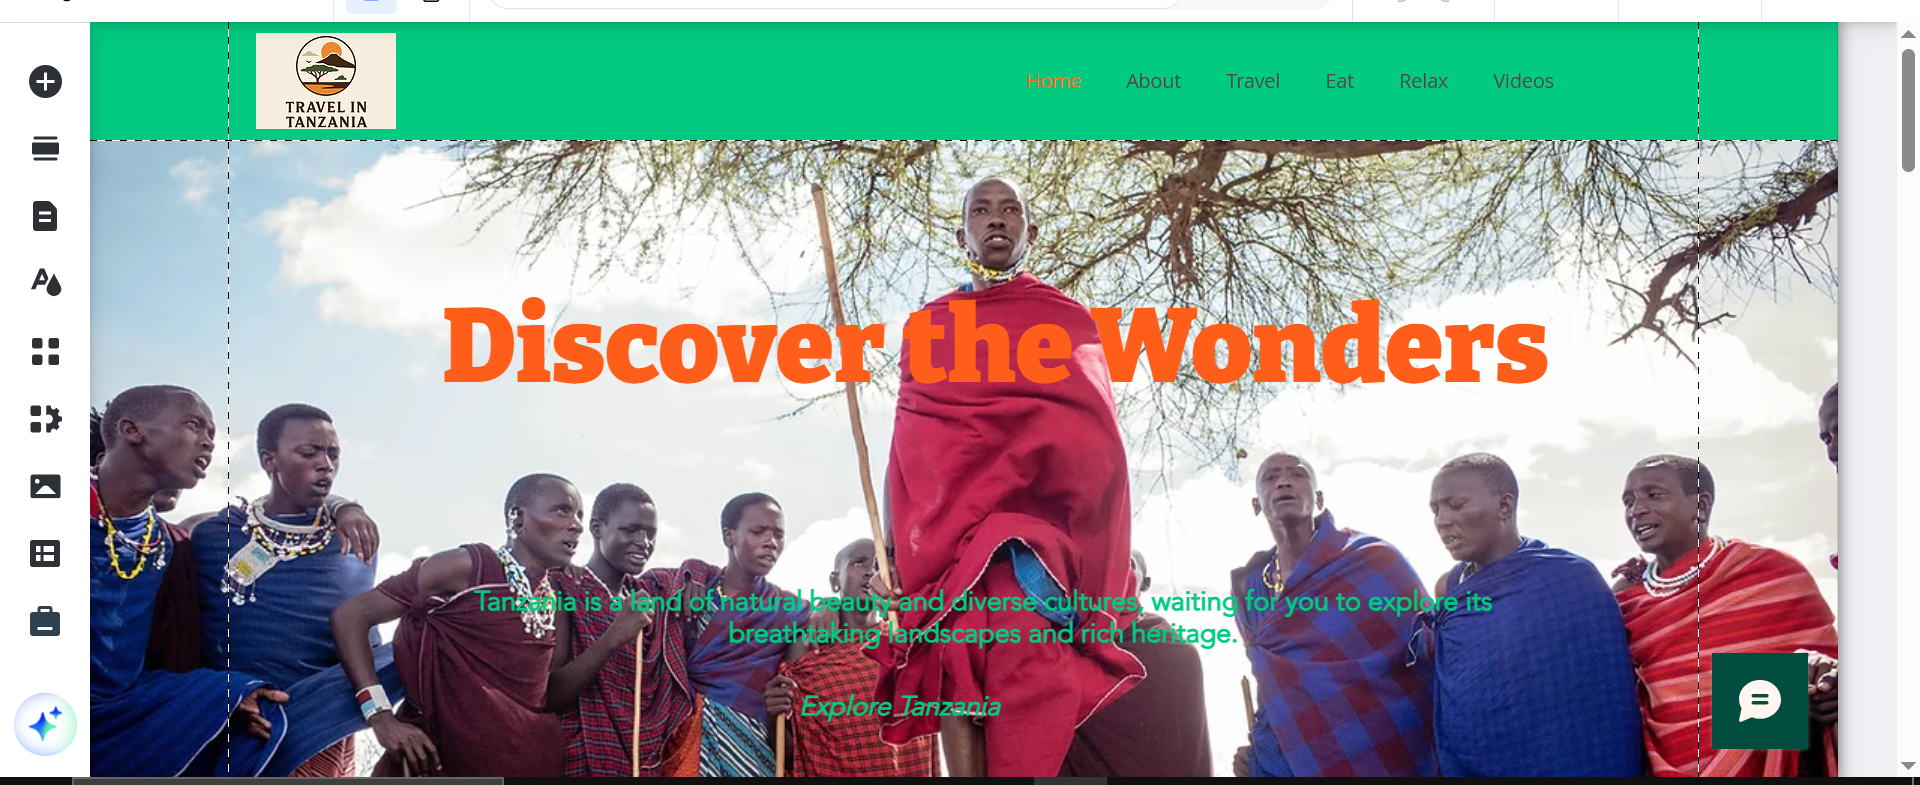 TRAVEL IN
TANZANIA
Home About Travel Eat Relax Videos
Discover the Wonders
Tanzania is a land of natural beauty and diverse cultures, waiting for you to explore its
breathtaking landscapes and rich heritage.
Explore Tanzania